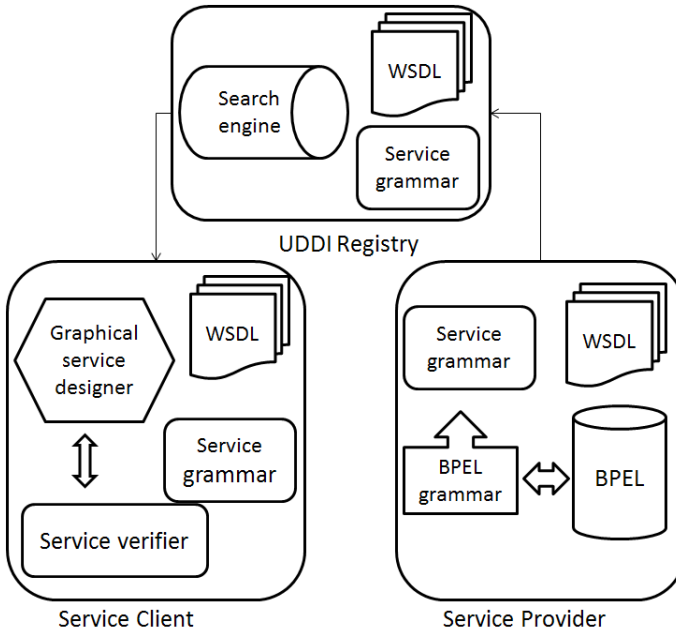 Search
engine
WSDL
Service
grammar
UDDI Registry
Graphical
service
designer
WSDL
Service
grammar
Service verifier
Service Client
Service
grammar
WSDL
BPEL
grammar
BPEL
Service Provider